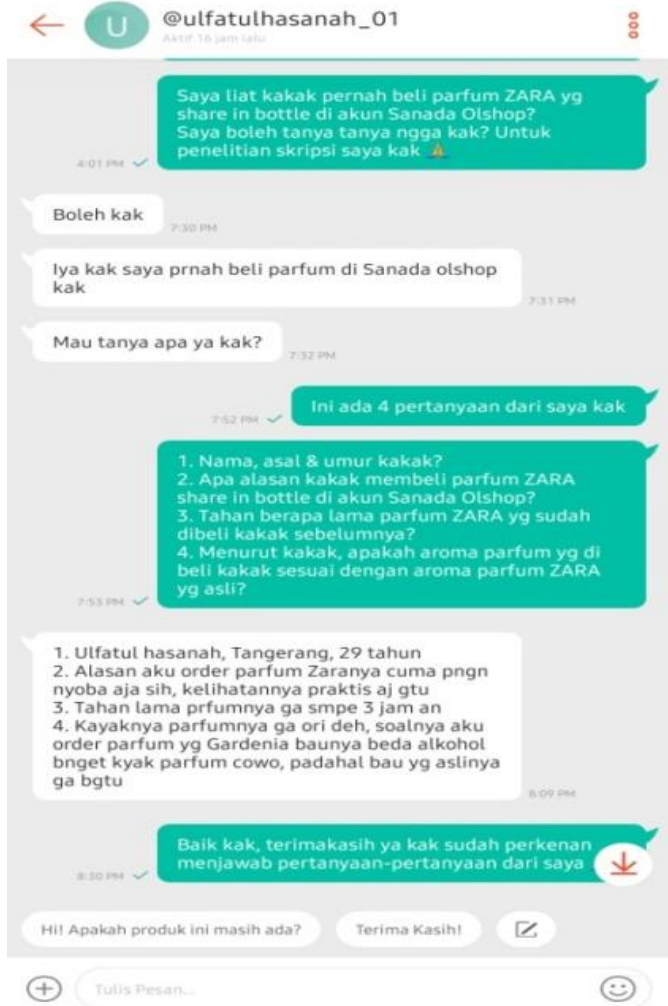 U
@ulfatulhasanah_01
Aktif 16 jam lalu
Saya liat kakak pernah beli parfum ZARA yg
share in bottle di akun Sanada Olshop?
Saya boleh tanya tanya ngga kak? Untuk
penelitian skripsi saya kak 🙏
4:01 PM
Boleh kak
7:30 PM
Iya kak saya prnah beli parfum di Sanada olshop
kak
7:31 PM
Mau tanya apa ya kak?
7:32 PM
Ini ada 4 pertanyaan dari saya kak
7:52 PM
1. Nama, asal & umur kakak?
2. Apa alasan kakak membeli parfum ZARA
share in bottle di akun Sanada Olshop?
3. Tahan berapa lama parfum ZARA yg sudah
dibeli kakak sebelumnya?
4. Menurut kakak, apakah aroma parfum yg di
beli kakak sesuai dengan aroma parfum ZARA
yg asli?
7:53 PM
1. Ulfatul hasanah, Tangerang, 29 tahun
2. Alasan aku order parfum Zaranya cuma pngn
nyoba aja sih, kelihatannya praktis aj gtu
3. Tahan lama prfumnya ga smpe 3 jam an
4. Kayaknya parfumnya ga ori deh, soalnya aku
order parfum yg Gardenia baunya beda alkohol
bnget kyak parfum cowo, padahal bau yg aslinya
ga bgtu
8:09 PM
Baik kak, terimakasih ya kak sudah perkenan
menjawab pertanyaan-pertanyaan dari saya
8:30 PM
Hi! Apakah produk ini masih ada?
Terima Kasih!
Tulis Pesan...